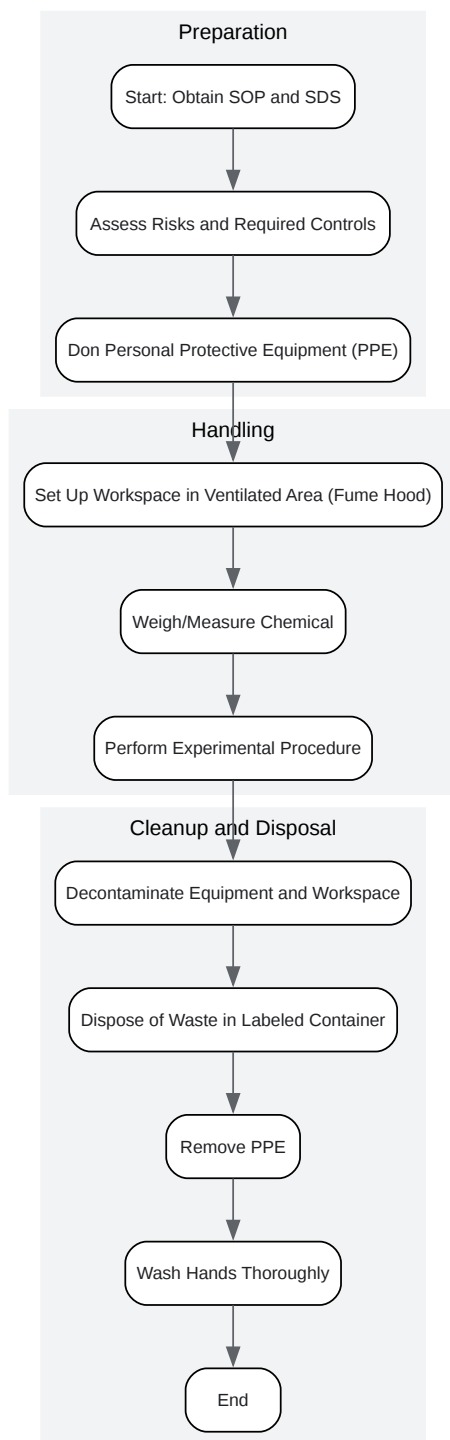 Preparation
Start: Obtain SOP and SDS
Assess Risks and Required Controls
Don Personal Protective Equipment (PPE)
Handling
Set Up Workspace in Ventilated Area (Fume Hood)
Weigh/Measure Chemical
Perform Experimental Procedure
Cleanup and Disposal
Decontaminate Equipment and Workspace
Dispose of Waste in Labeled Container
Remove PPE
Wash Hands Thoroughly
End